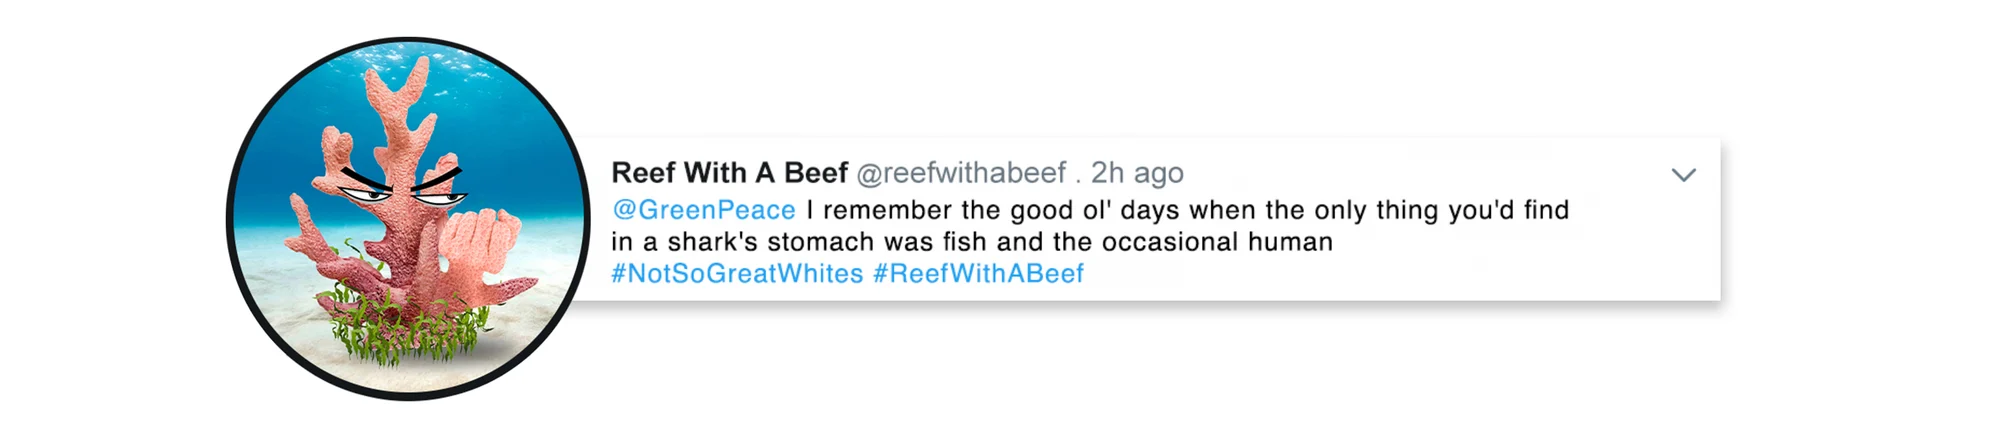 Reef With A Beef @reefwithabeef . 2h ago
@GreenPeace I remember the good ol' days when the only thing you'd find
in a shark's stomach was fish and the occasional human
#NotSoGreatWhites #ReefWithABeef